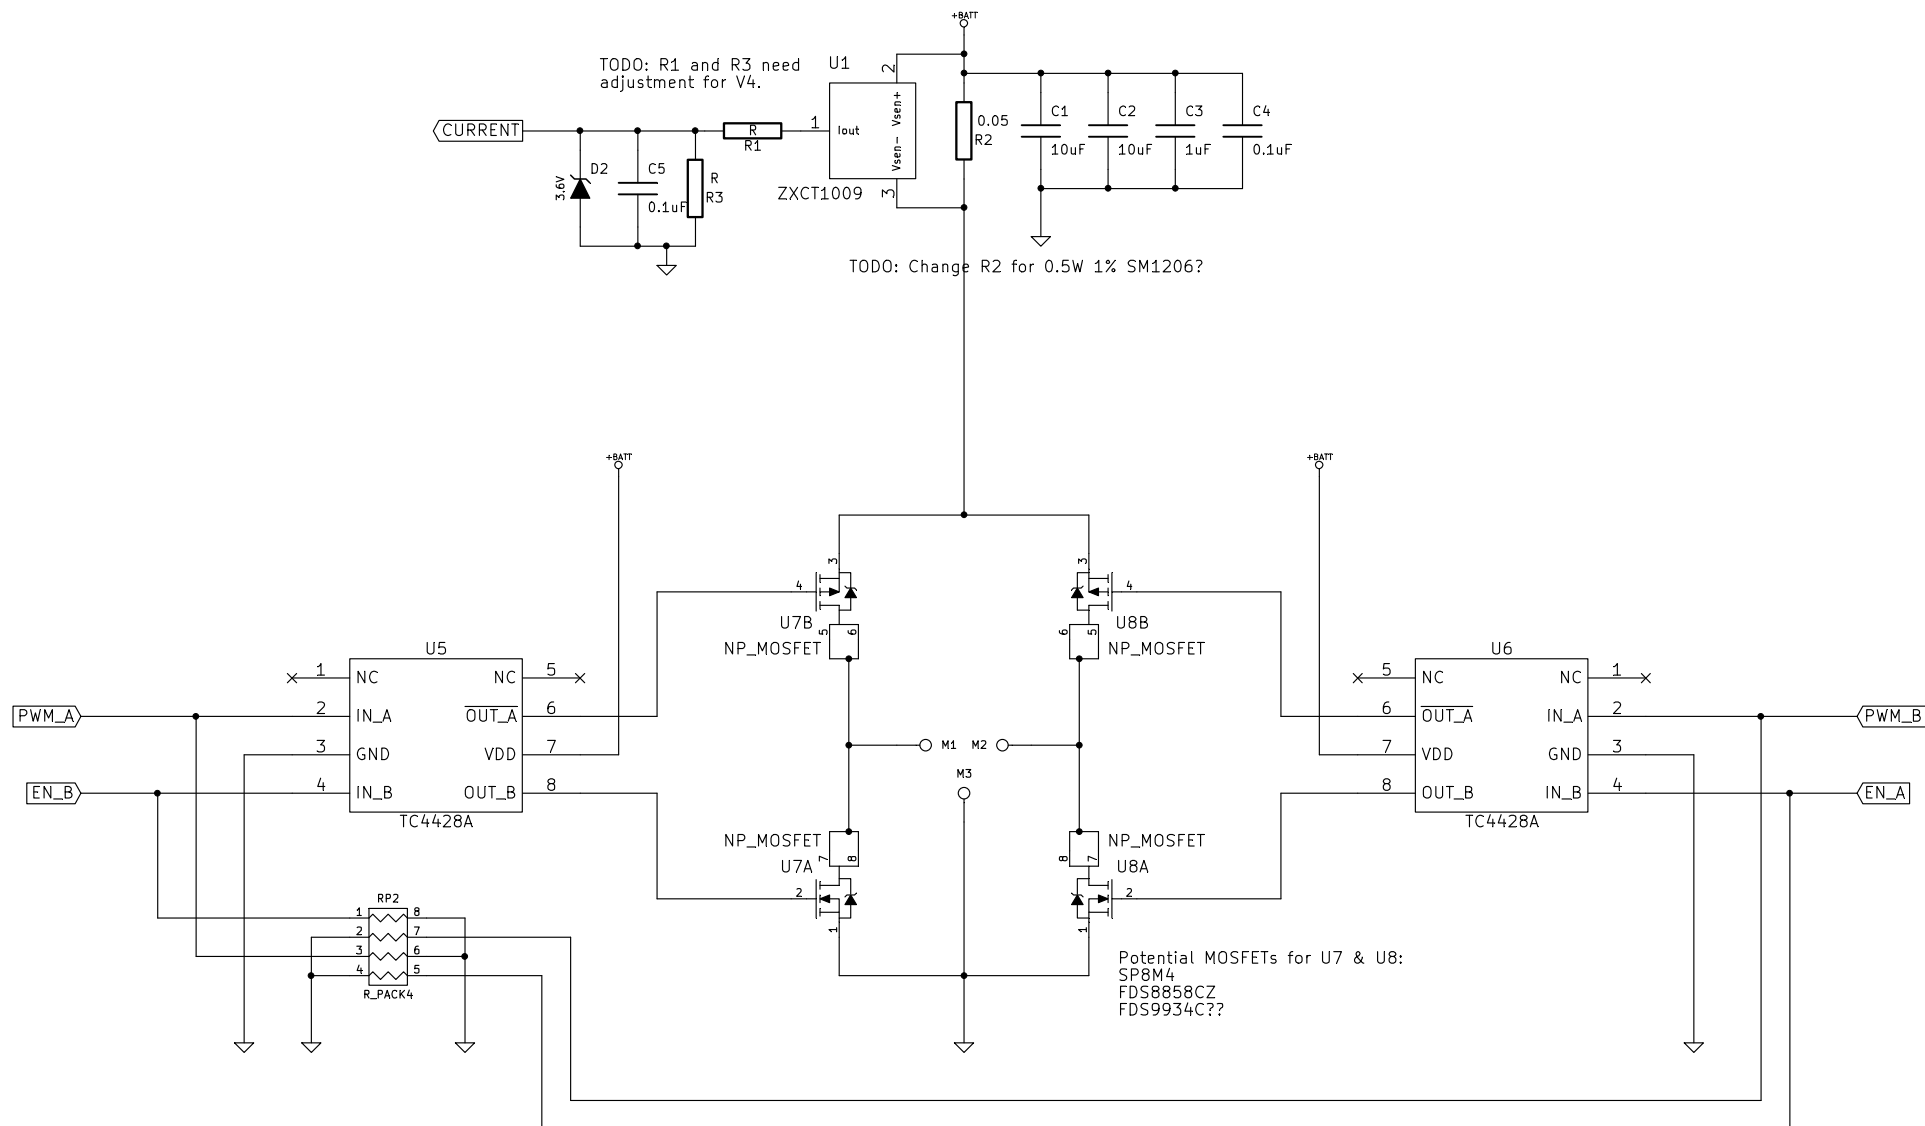 +BATT
TODO: R1 and R3 need
adjustment for V4.
U1
2
Vsen+
CURRENT
R
R1
1
Iout
Vsen-
3
ZXCT1009
0.05
R2
C1
10uF
C2
10uF
C3
1uF
C4
0.1uF
3.6V
D2
C5
0.1uF
R
R3
TODO: Change R2 for 0.5W 1% SM1206?
+BATT
+BATT
3
4
U7B
5
6
NP_MOSFET
3
4
U8B
6
5
NP_MOSFET
U5
1
NC
NC
5
PWM_A
2
IN_A
OUT_A
6
3
GND
VDD
7
EN_B
4
IN_B
OUT_B
8
TC4428A
M1
M2
M3
U6
5
NC
NC
1
6
OUT_A
IN_A
2
PWM_B
7
VDD
GND
3
8
OUT_B
IN_B
4
EN_A
TC4428A
NP_MOSFET
7
8
U7A
2
1
NP_MOSFET
8
7
U8A
2
1
RP2
1
8
2
7
3
6
4
5
R_PACK4
Potential MOSFETs for U7 & U8:
SP8M4
FDS8858CZ
FDS9934C??